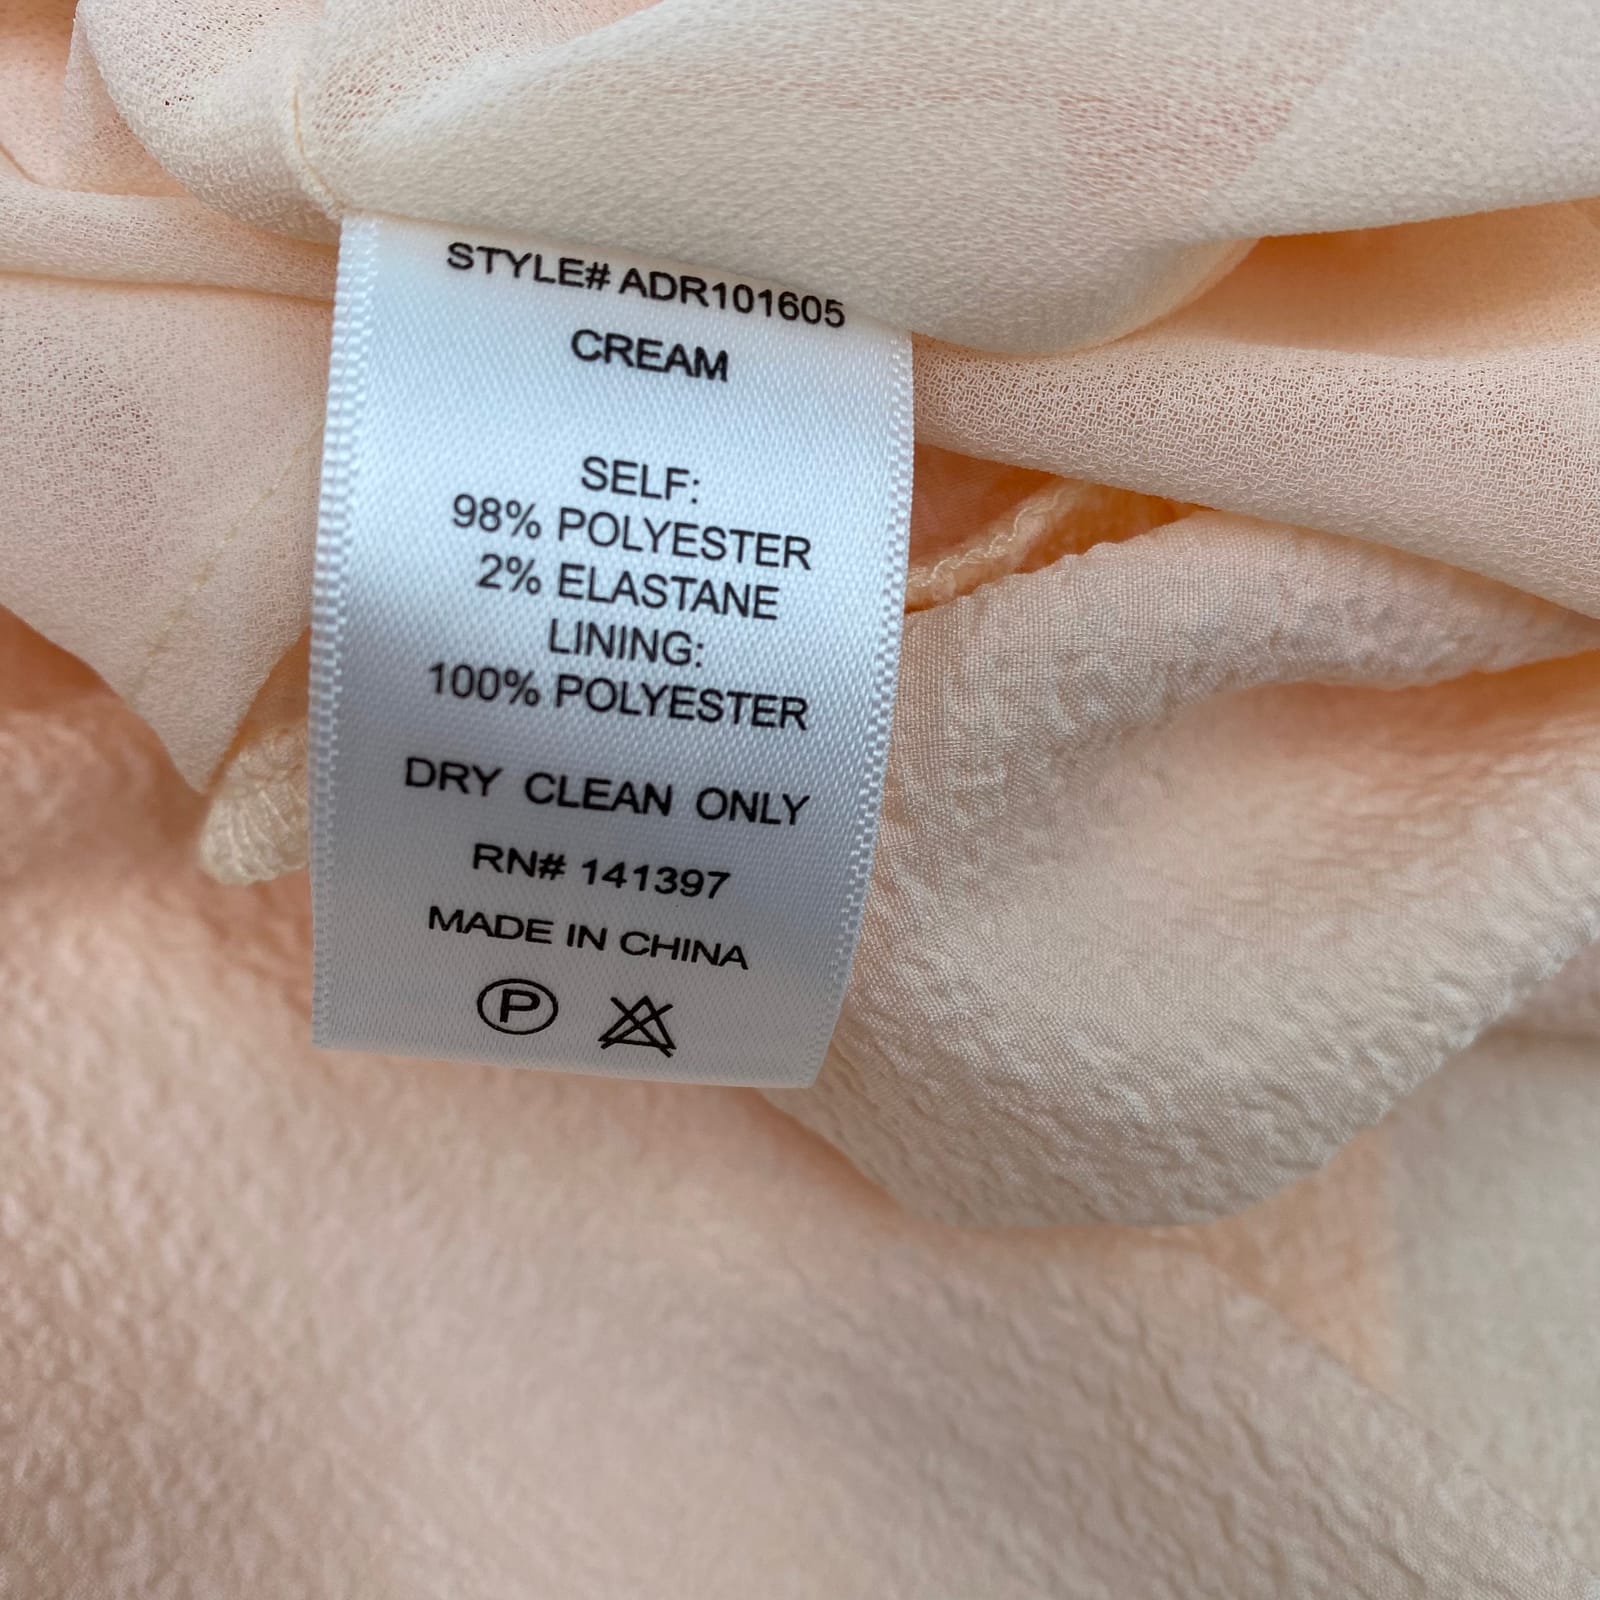 STYLE# ADR101605
CREAM
SELF:
98% POLYESTER
2% ELASTANE
LINING:
100% POLYESTER
DRY CLEAN ONLY
RN# 141397
MADE IN CHINA
P